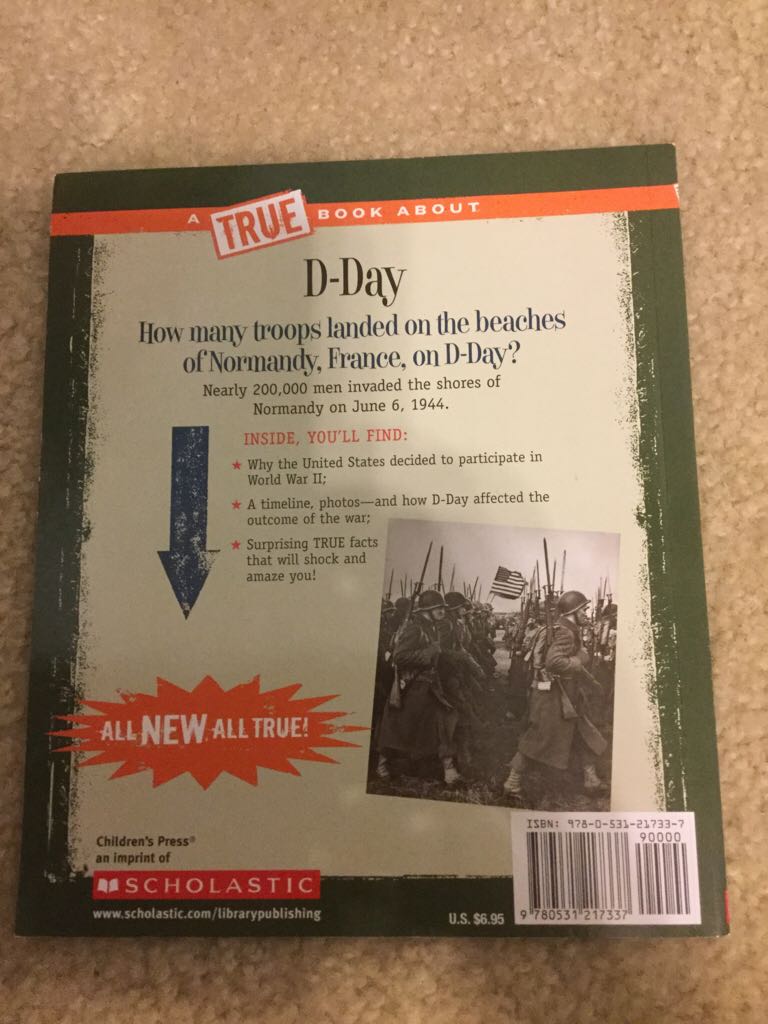 A TRUE BOOK ABOUT
D-Day
How many troops landed on the beaches
of Normandy, France, on D-Day?
Nearly 200,000 men invaded the shores of
Normandy on June 6, 1944.
INSIDE, YOU'LL FIND:
★ Why the United States decided to participate in
World War II;
★ A timeline, photos—and how D-Day affected the
outcome of the war;
★ Surprising TRUE facts
that will shock and
amaze you!
ALL NEW, ALL TRUE!
Children's Press®
an imprint of
SCHOLASTIC
www.scholastic.com/librarypublishing
U.S. $6.95
ISBN: 978-0-531-21733-7
90000
9 780531 217337